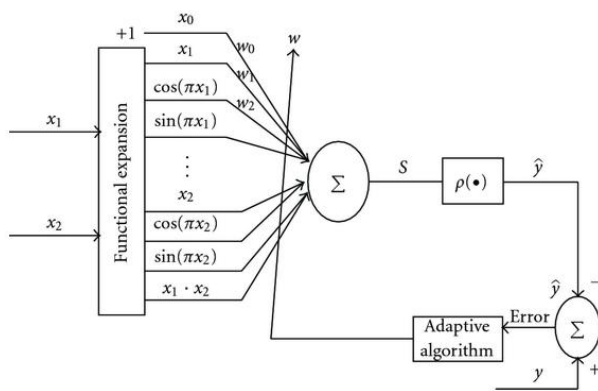 +1
x₀
x₁
cos(πx₁)
sin(πx₁)
⋮
x₂
cos(πx₂)
sin(πx₂)
x₁ · x₂
w₀
w₁
w₂
w
x₁
x₂
Functional expansion
Σ
S
ρ(•)
ŷ
ŷ
−
Σ
+
Error
Adaptive
algorithm
y